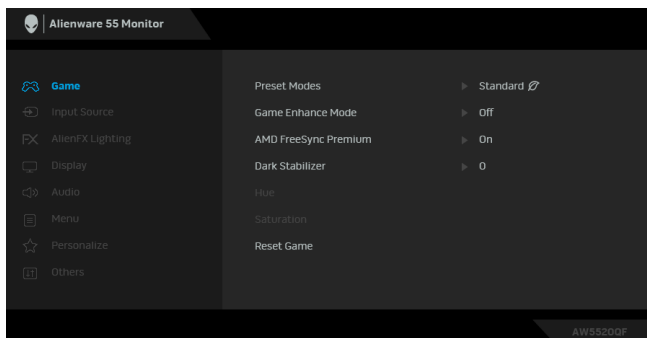 Alienware 55 Monitor
Game
Preset Modes Standard
Input Source
Game Enhance Mode Off
FX AlienFX Lighting
AMD FreeSync Premium On
Display
Dark Stabilizer 0
Audio
Hue
Menu
Saturation
Personalize
Reset Game
Others
AW5520QF